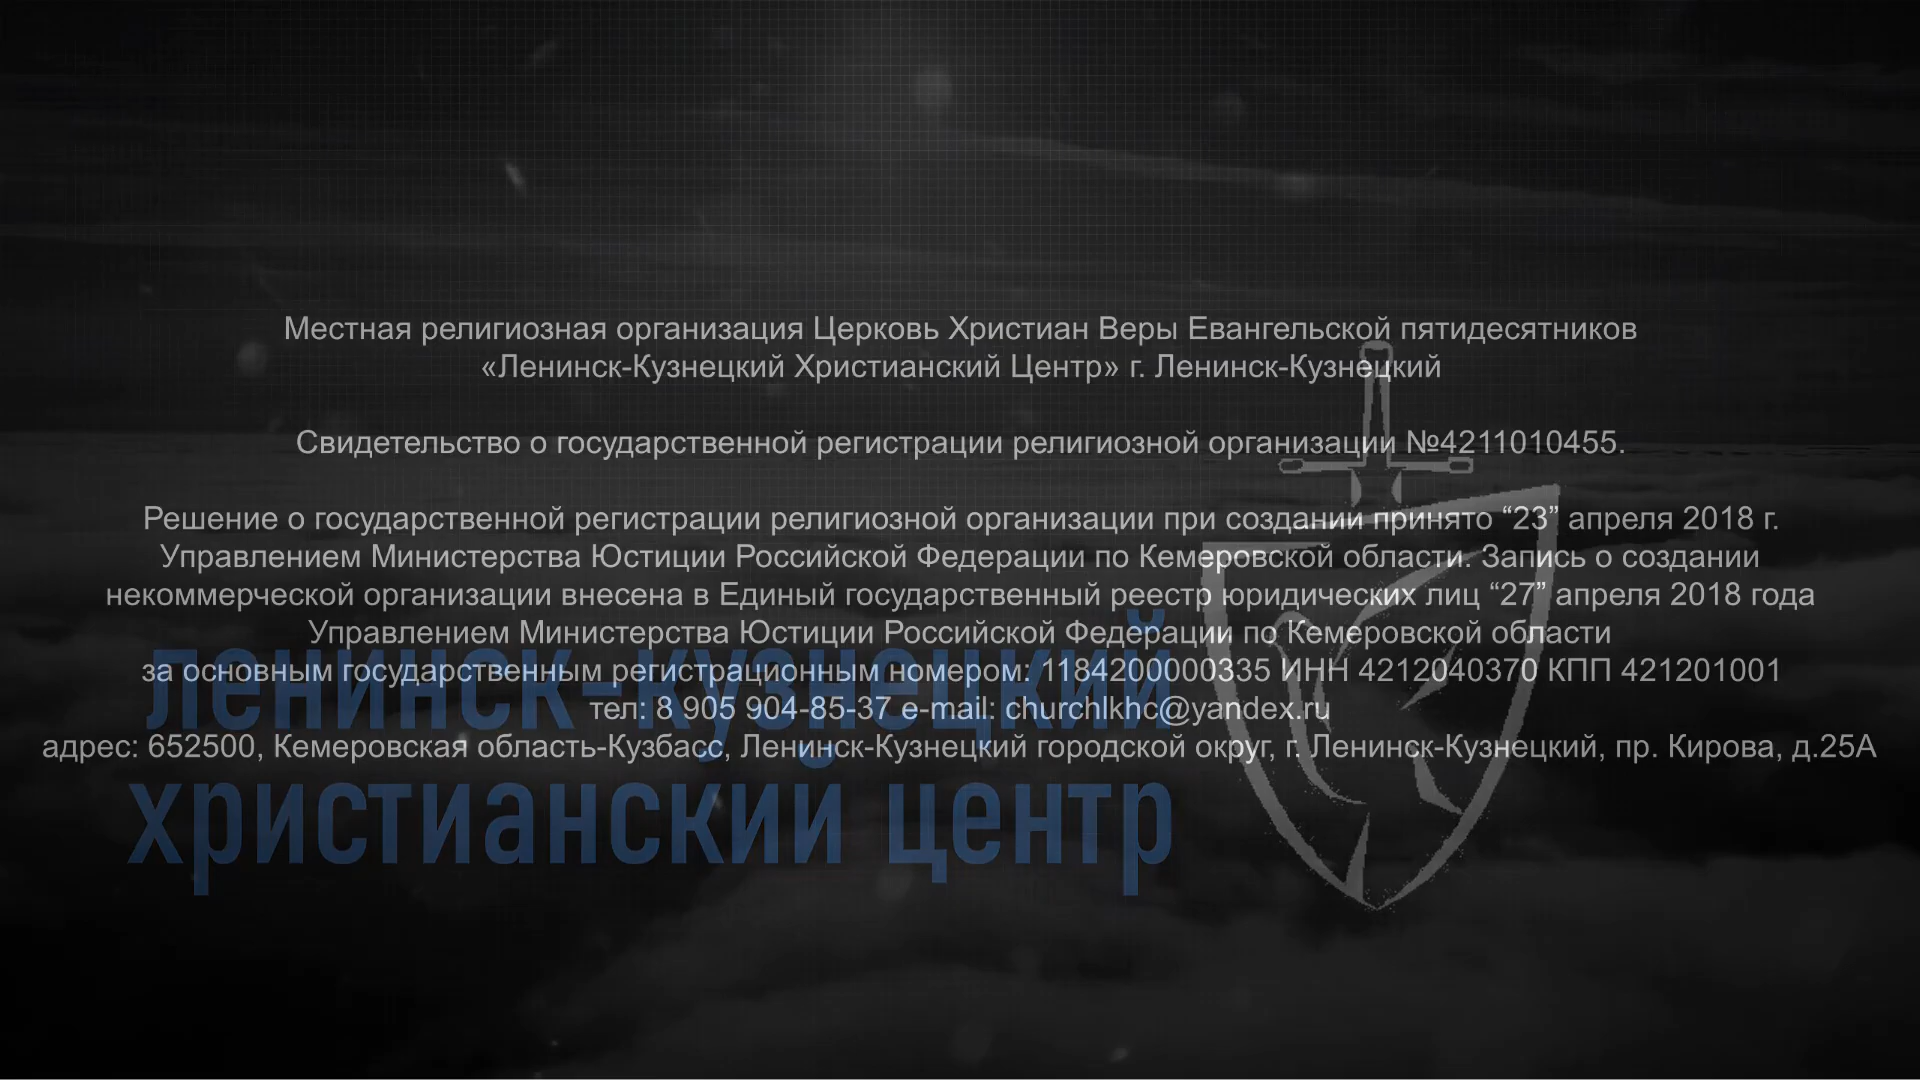 Местная религиозная организация Церковь Христиан Веры Евангельской пятидесятников
«Ленинск-Кузнецкий Христианский Центр» г. Ленинск-Кузнецкий
Свидетельство о государственной регистрации религиозной организации №4211010455.
Решение о государственной регистрации религиозной организации при создании принято “23” апреля 2018 г.
Управлением Министерства Юстиции Российской Федерации по Кемеровской области. Запись о создании
некоммерческой организации внесена в Единый государственный реестр юридических лиц “27” апреля 2018 года
Управлением Министерства Юстиции Российской Федерации по Кемеровской области
за основным государственным регистрационным номером: 1184200000335 ИНН 4212040370 КПП 421201001
тел: 8 905 904-85-37 e-mail: churchlkhc@yandex.ru
адрес: 652500, Кемеровская область-Кузбасс, Ленинск-Кузнецкий городской округ, г. Ленинск-Кузнецкий, пр. Кирова, д.25А
ленинск-кузнецкий
христианский центр